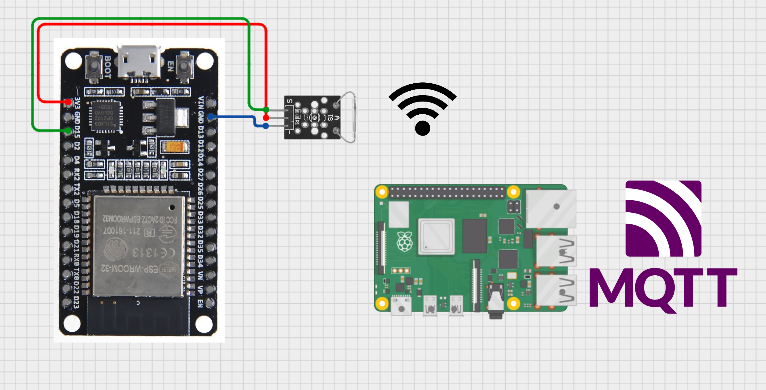 BOOT
EN
3V3
GND
D15
D2
D4
RX2
TX2
D5
D18
D19
D21
RX0
TX0
D22
D23
VIN
GND
D13
D12
D14
D27
D26
D25
D33
D32
D35
D34
VN
VP
EN
S
ESP-WROOM-32
MQTT